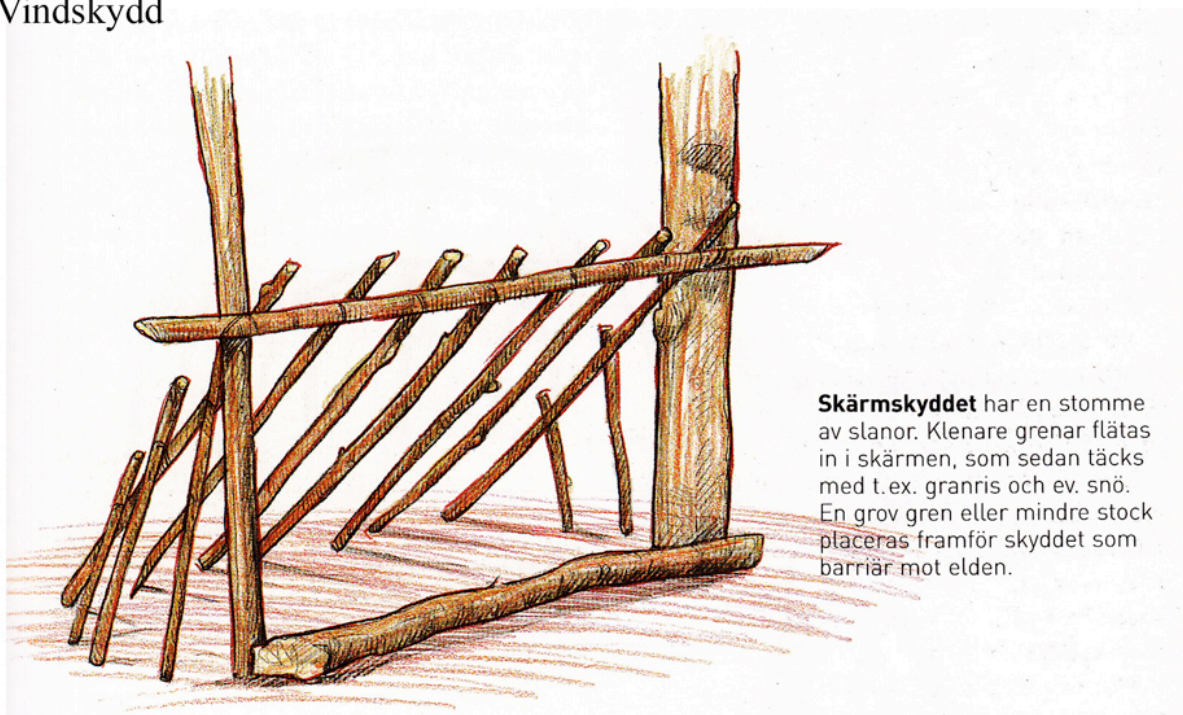 Vindskydd
Skärmskyddet har en stomme
av slanor. Klenare grenar flätas
in i skärmen, som sedan täcks
med t.ex. granris och ev. snö.
En grov gren eller mindre stock
placeras framför skyddet som
barriär mot elden.